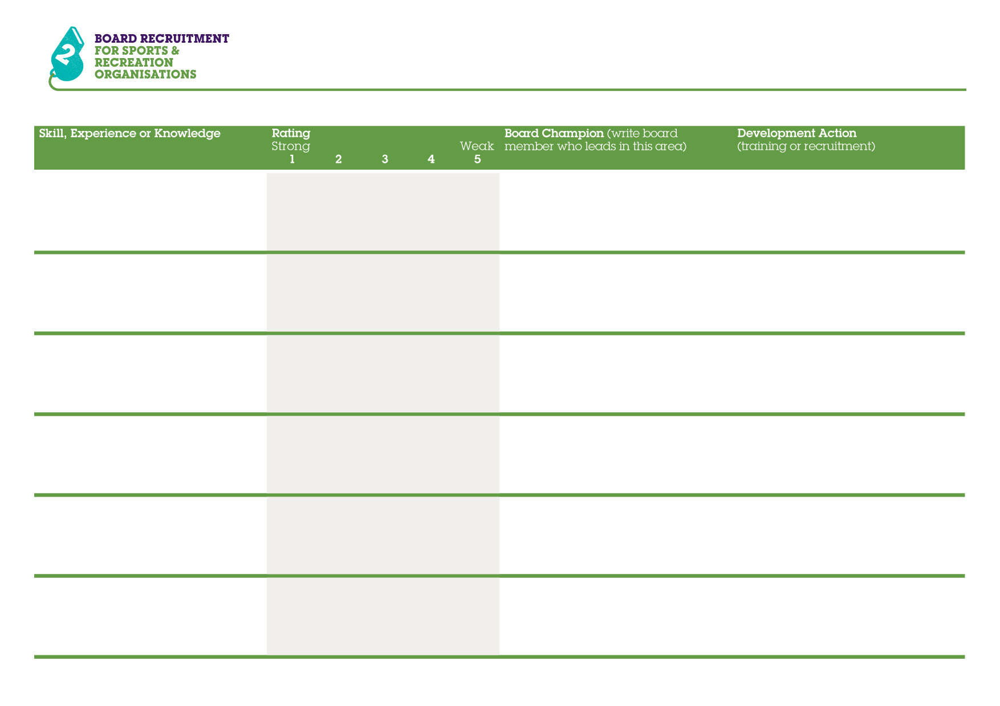 2
BOARD RECRUITMENT
FOR SPORTS &
RECREATION
ORGANISATIONS
Skill, Experience or Knowledge
Rating
Strong Weak
1 2 3 4 5
Board Champion (write board
member who leads in this area)
Development Action
(training or recruitment)